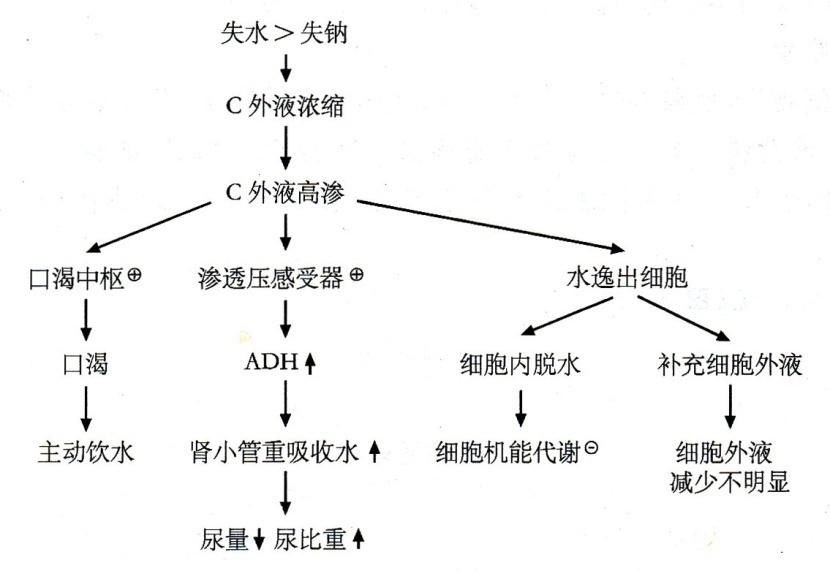 失水＞失钠
C外液浓缩
C外液高渗
口渴中枢⊕
渗透压感受器⊕
水逸出细胞
口渴
ADH↑
细胞内脱水
补充细胞外液
主动饮水
肾小管重吸收水↑
细胞机能代谢⊖
细胞外液
减少不明显
尿量↓尿比重↑